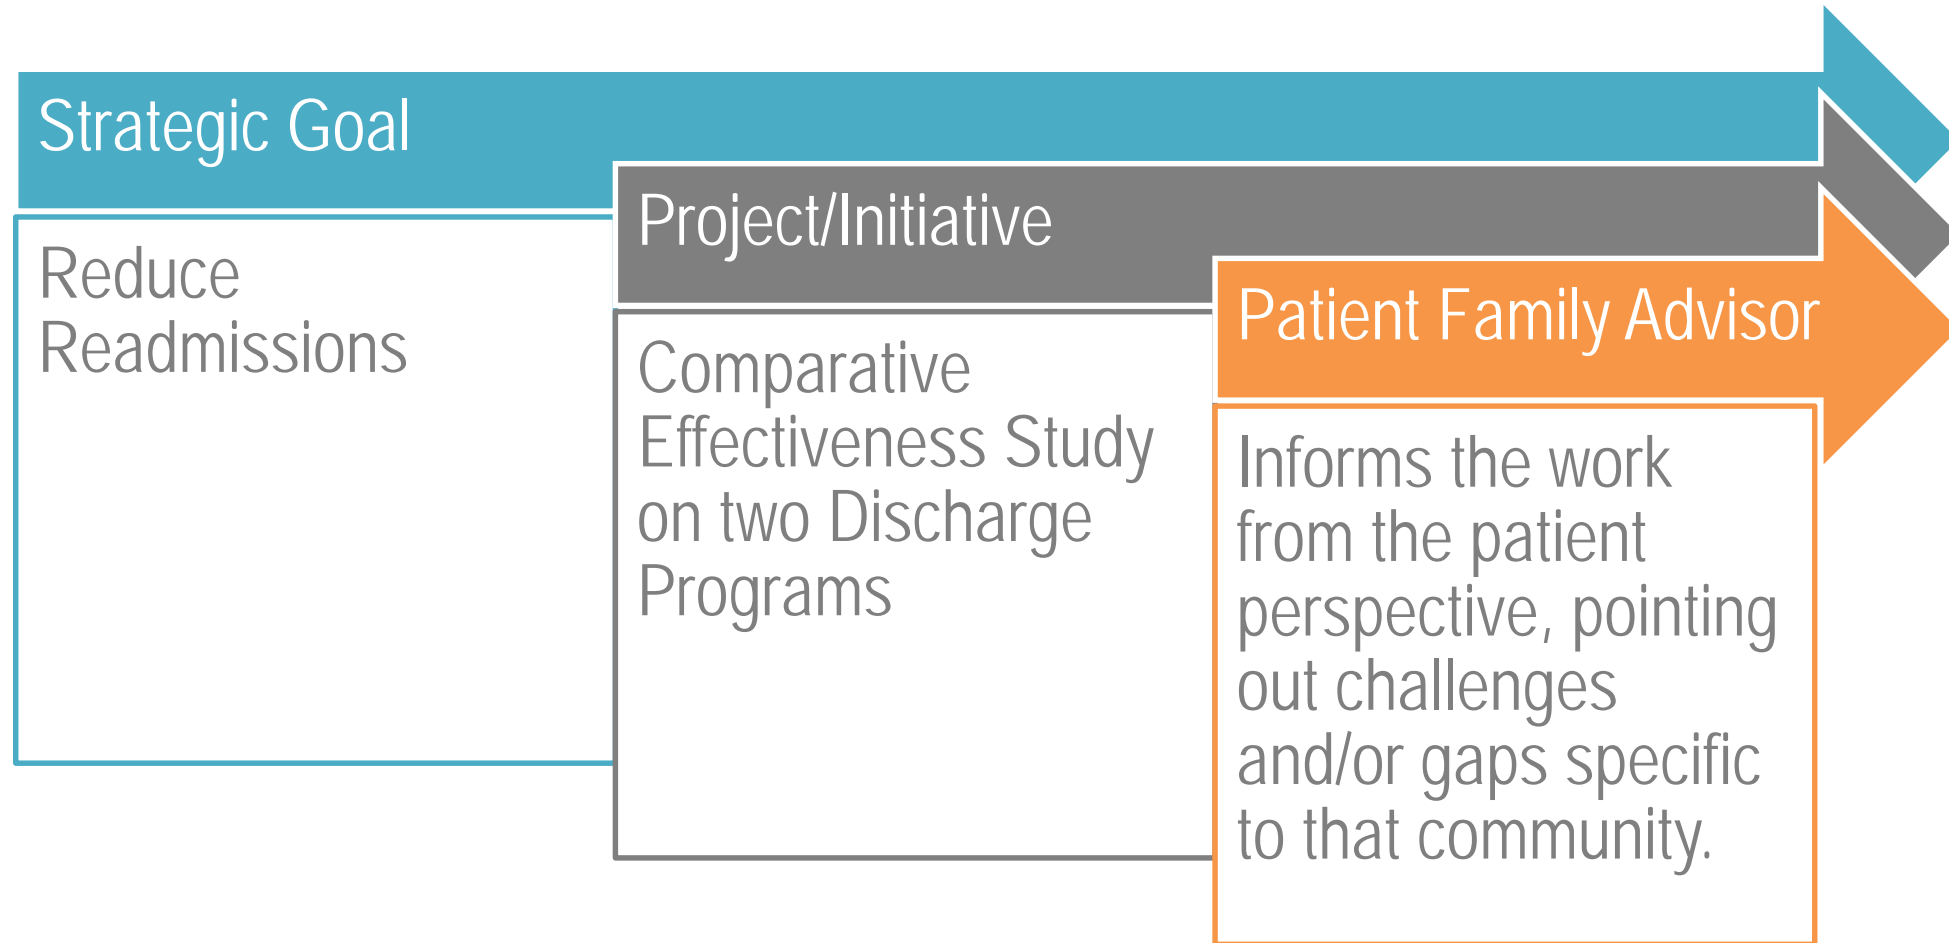 Strategic Goal
Reduce
Readmissions
Project/Initiative
Comparative
Effectiveness Study
on two Discharge
Programs
Patient Family Advisor
Informs the work
from the patient
perspective, pointing
out challenges
and/or gaps specific
to that community.